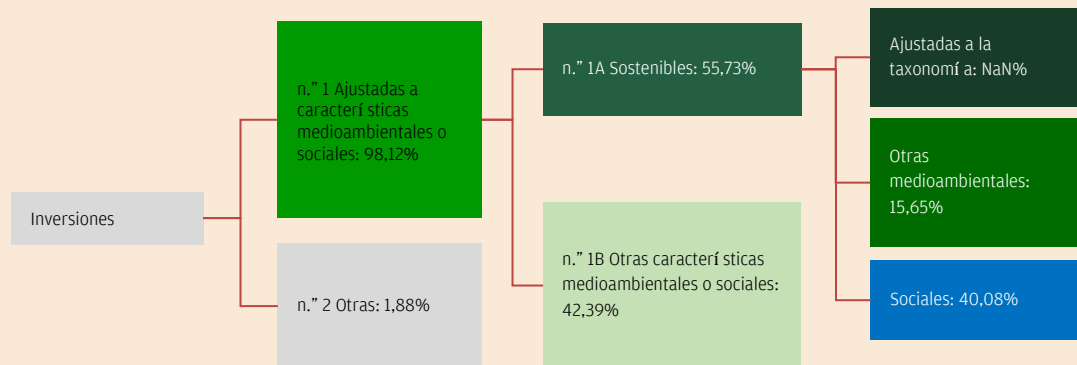 Inversiones
n.” 1 Ajustadas a
caracterí sticas
medioambientales o
sociales: 98,12%
n.” 2 Otras: 1,88%
n.” 1A Sostenibles: 55,73%
n.” 1B Otras caracterí sticas
medioambientales o sociales:
42,39%
Ajustadas a la
taxonomí a: NaN%
Otras
medioambientales:
15,65%
Sociales: 40,08%